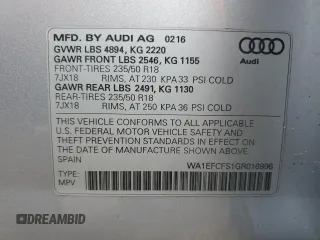 MFD. BY AUDI AG 0216
GVWR LBS 4894, KG 2220
GAWR FRONT LBS 2546, KG 1155
FRONT-TIRES 235/50 R18
7JX18 RIMS, AT 230 KPA 33 PSI COLD
GAWR REAR LBS 2491, KG 1130
REAR-TIRES 235/50 R18
7JX18 RIMS, AT 250 KPA 36 PSI COLD
Audi
THIS VEHICLE CONFORMS TO ALL APPLICABLE
U.S. FEDERAL MOTOR VEHICLE SAFETY AND
THEFT PREVENTION STANDARDS IN EFFECT ON
THE DATE OF MANUFACTURE SHOWN ABOVE.
SPAIN WA1EFCFS1GR016996
TYPE:
MPV
DREAMBID